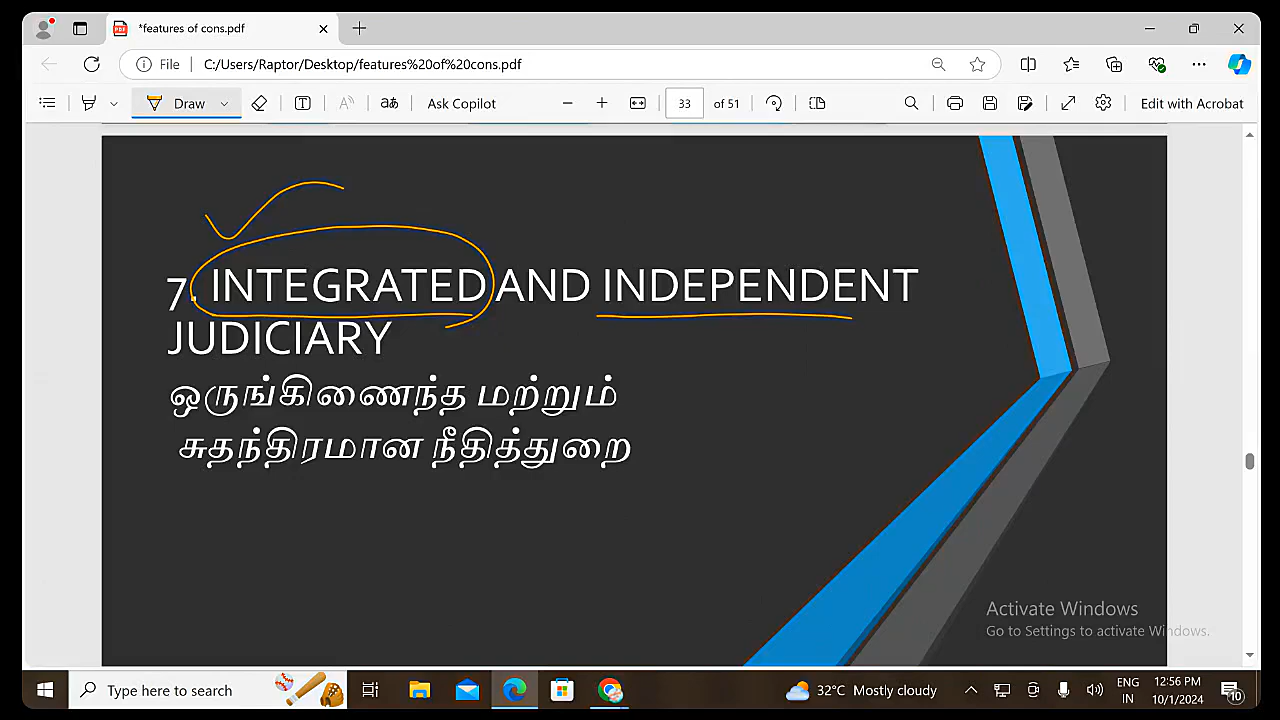 *features of cons.pdf
File C:/Users/Raptor/Desktop/features%20of%20cons.pdf
Draw Ask Copilot 33 of 51 Edit with Acrobat
7. INTEGRATED AND INDEPENDENT
JUDICIARY
ஒருங்கிணைந்த மற்றும்
சுதந்திரமான நீதித்துறை
Activate Windows
Go to Settings to activate Windows.
Type here to search
32°C Mostly cloudy
ENG
IN
12:56 PM
10/1/2024
10